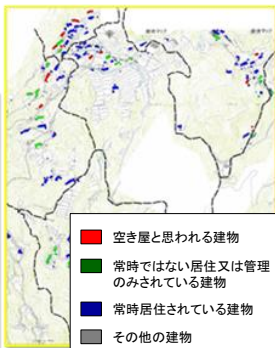 空き屋と思われる建物
常時ではない居住又は管理
のみされている建物
常時居住されている建物
その他の建物